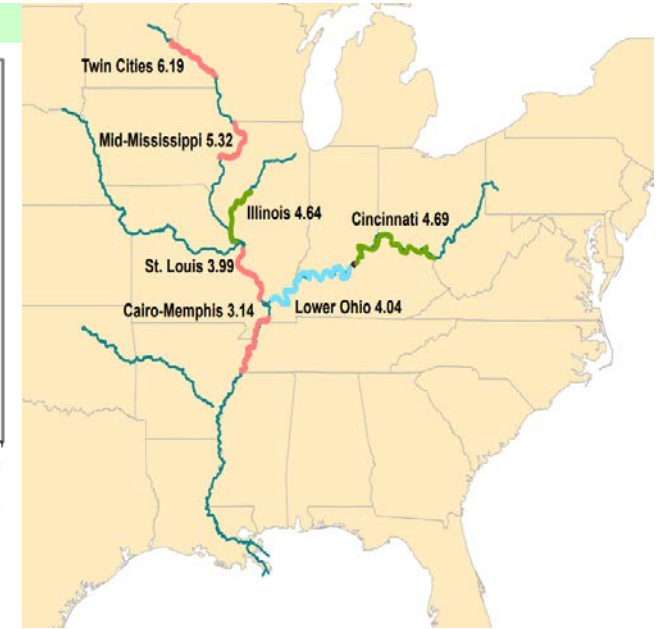 Twin Cities 6.19
Mid-Mississippi 5.32
Illinois 4.64
Cincinnati 4.69
St. Louis 3.99
Cairo-Memphis 3.14
Lower Ohio 4.04